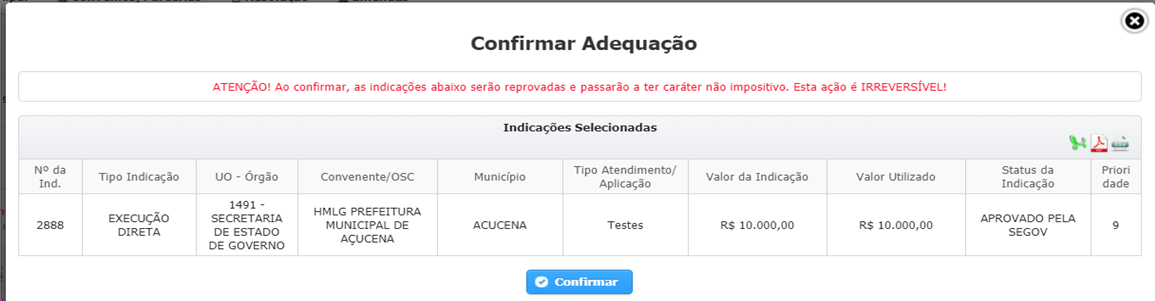 Confirmar Adequação
ATENÇÃO! Ao confirmar, as indicações abaixo serão reprovadas e passarão a ter caráter não impositivo. Esta ação é IRREVERSÍVEL!
Indicações Selecionadas
Nº da
Ind.
Tipo Indicação
UO - Órgão
Convenente/OSC
Município
Tipo Atendimento/
Aplicação
Valor da Indicação
Valor Utilizado
Status da
Indicação
Priori
dade
2888
EXECUÇÃO
DIRETA
1491 -
SECRETARIA
DE ESTADO
DE GOVERNO
HMLG PREFEITURA
MUNICIPAL DE
AÇUCENA
ACUCENA
Testes
R$ 10.000,00
R$ 10.000,00
APROVADO PELA
SEGOV
9
Confirmar